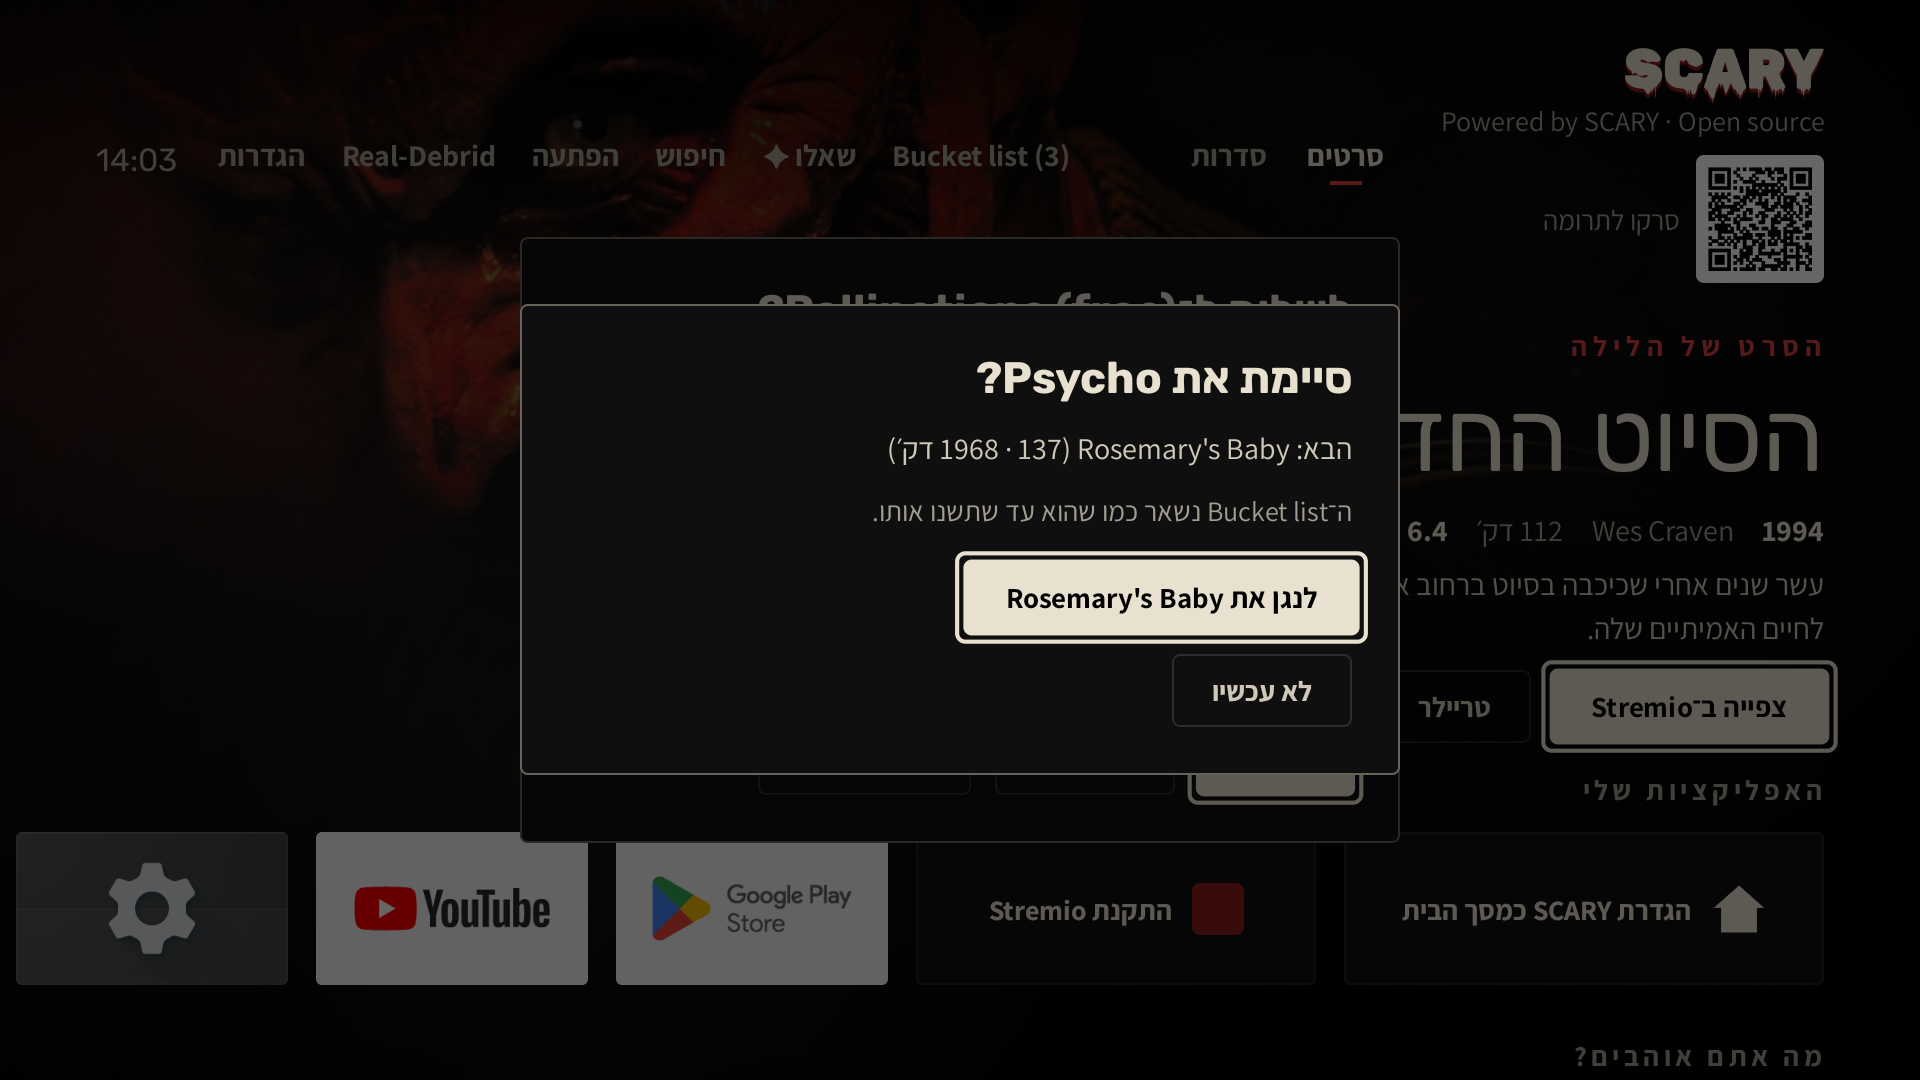 SCARY
Powered by SCARY · Open source
סרטים
סדרות
Bucket list (3)
שאלו
חיפוש
הפתעה
Real-Debrid
הגדרות
14:03
סרקו לתרומה
הסרט של הלילה
הסיוט החד
1994 Wes Craven 112 דק׳ 6.4
עשר שנים אחרי שכיכבה בסיוט ברחוב
לחיים האמיתיים שלה.
צפייה ב־Stremio
טריילר
סיימת את Psycho?
הבא: Rosemary's Baby (1968 · 137 דק׳)
ה־Bucket list נשאר כמו שהוא עד שתשנו אותו.
לנגן את Rosemary's Baby
לא עכשיו
האפליקציות שלי
הגדרת SCARY כמסך הבית
התקנת Stremio
Google Play
Store
YouTube
מה אתם אוהבים?